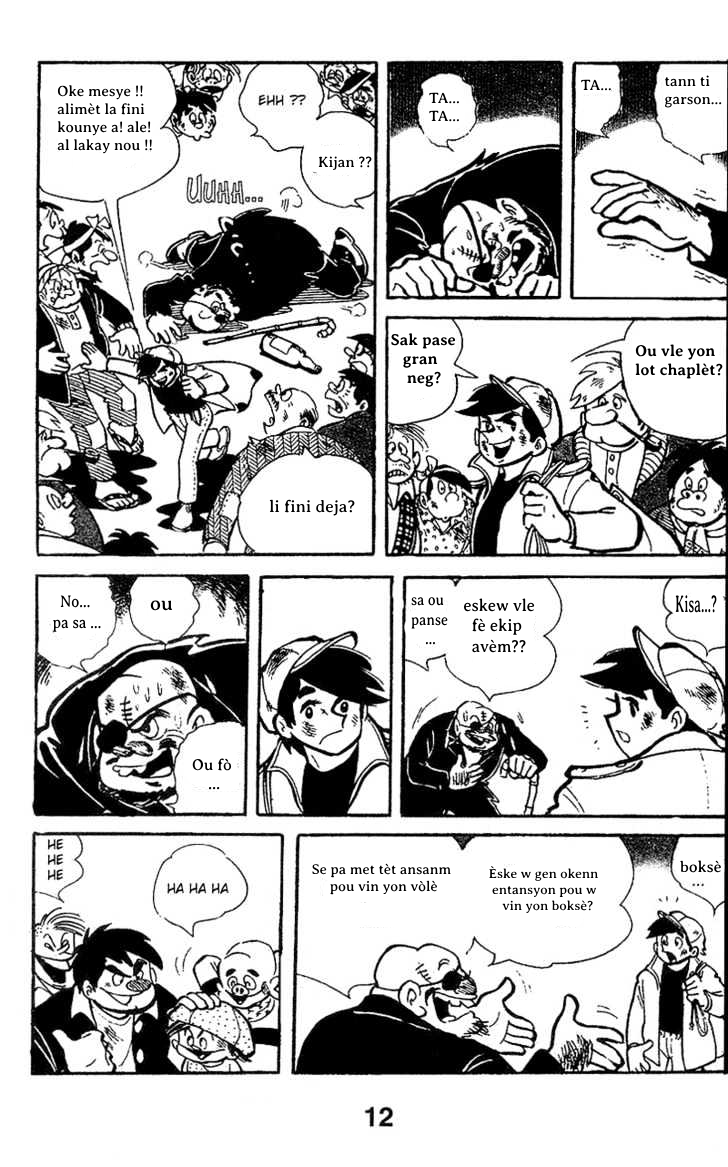 Oke mesye !!
alimèt la fini
kounye a! ale!
al lakay nou !!
EHH ??
Kijan ??
UUHH...
li fini deja?
TA...
TA...
TA...
tann ti
garson...
Sak pase
gran
neg?
Ou vle yon
lot chaplèt?
No...
pa sa ...
ou
Ou fò
...
sa ou
panse
...
eskew vle
fè ekip
avèm??
Kisa...?
HE
HE
HE
HA HA HA
Se pa met tèt ansanm
pou vin yon vòlè
Èske w gen okenn
entansyon pou w
vin yon boksè?
boksè
...
12